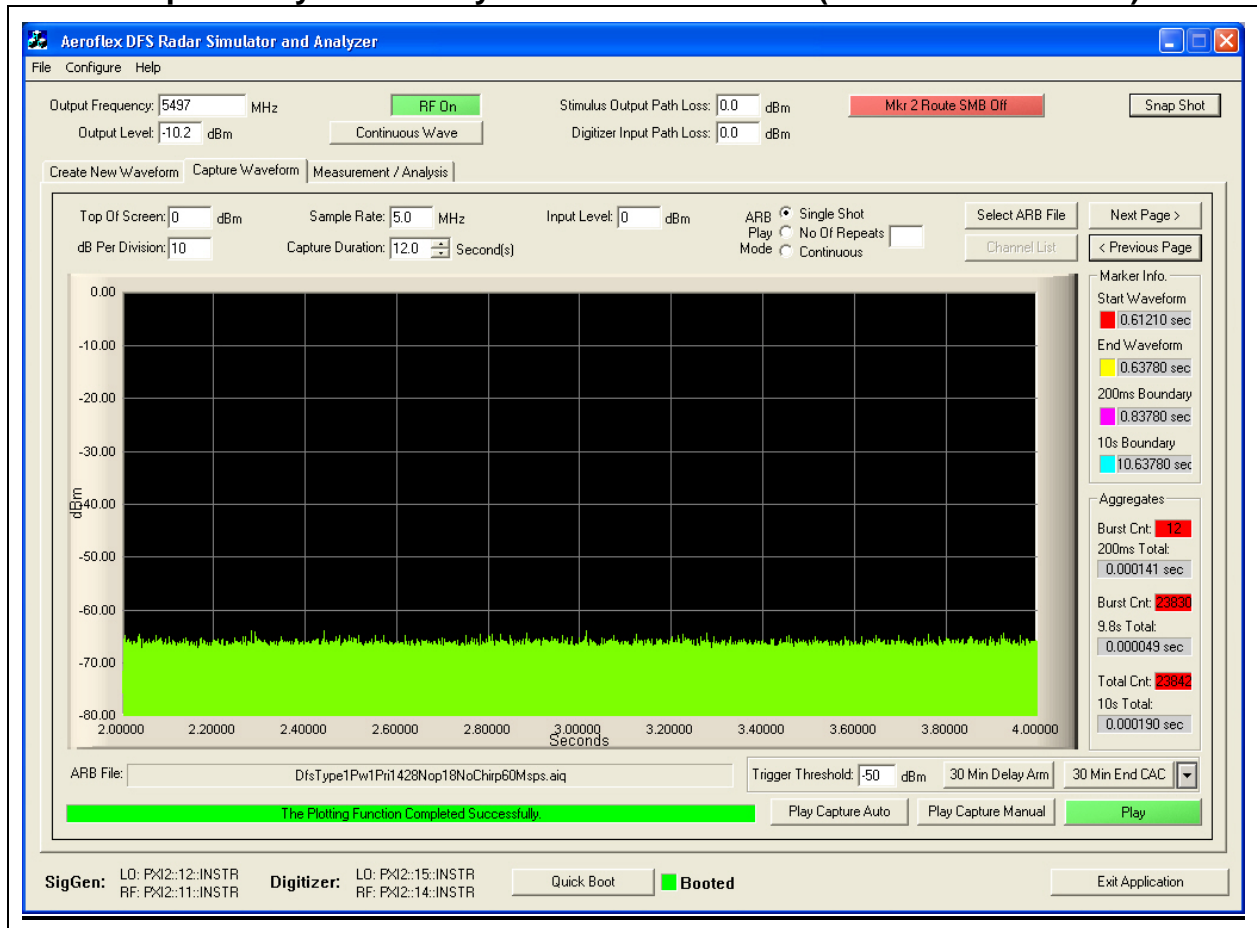 Aeroflex DFS Radar Simulator and Analyzer
File Configure Help
Output Frequency: 5497 MHz RF On Stimulus Output Path Loss: 0.0 dBm Mkr 2 Route SMB Off Snap Shot
Output Level: -10.2 dBm Continuous Wave Digitizer Input Path Loss: 0.0 dBm
Create New Waveform Capture Waveform Measurement / Analysis
Top Of Screen: 0 dBm Sample Rate: 5.0 MHz Input Level: 0 dBm ARB Play Mode Single Shot Select ARB File Next Page >
No Of Repeats
dB Per Division: 10 Capture Duration: 12.0 Second(s) Continuous Channel List < Previous Page
Marker Info.
Start Waveform
0.61210 sec
End Waveform
0.63780 sec
200ms Boundary
0.83780 sec
10s Boundary
10.63780 sec
Aggregates
Burst Cnt: 12
200ms Total:
0.000141 sec
Burst Cnt: 23830
9.8s Total:
0.000049 sec
Total Cnt: 23842
10s Total:
0.000190 sec
0.00
-10.00
-20.00
-30.00
-40.00
-50.00
-60.00
-70.00
-80.00
dBm
2.00000 2.20000 2.40000 2.60000 2.80000 3.00000 3.20000 3.40000 3.60000 3.80000 4.00000
Seconds
ARB File: DfsType1Pw1Pri1428Nop18NoChirp60Msps.aiq Trigger Threshold: -50 dBm 30 Min Delay Arm 30 Min End CAC
The Plotting Function Completed Successfully. Play Capture Auto Play Capture Manual Play
SigGen: LO: PXI2::12::INSTR Digitizer: LO: PXI2::15::INSTR Quick Boot Booted Exit Application
RF: PXI2::11::INSTR RF: PXI2::14::INSTR